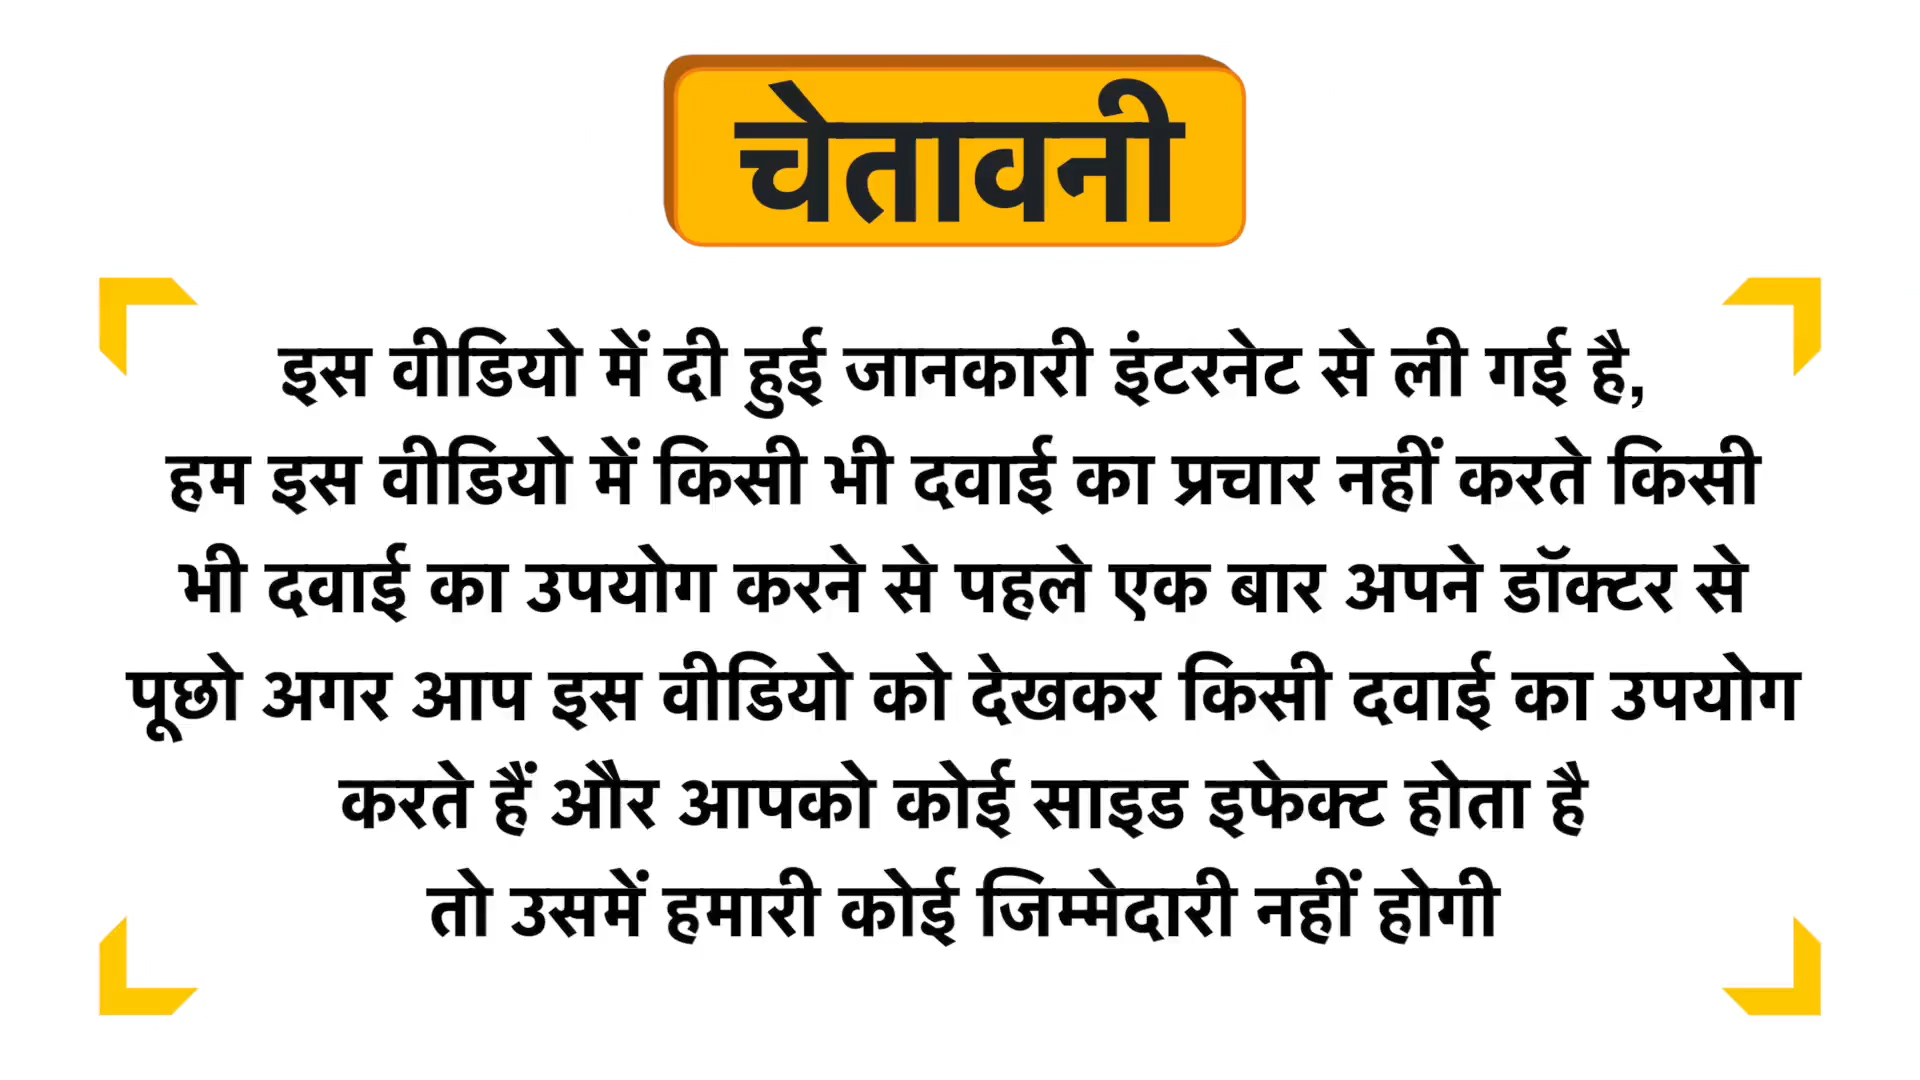 चेतावनी
इस वीडियो में दी हुई जानकारी इंटरनेट से ली गई है,
हम इस वीडियो में किसी भी दवाई का प्रचार नहीं करते किसी
भी दवाई का उपयोग करने से पहले एक बार अपने डॉक्टर से
पूछो अगर आप इस वीडियो को देखकर किसी दवाई का उपयोग
करते हैं और आपको कोई साइड इफेक्ट होता है
तो उसमें हमारी कोई जिम्मेदारी नहीं होगी